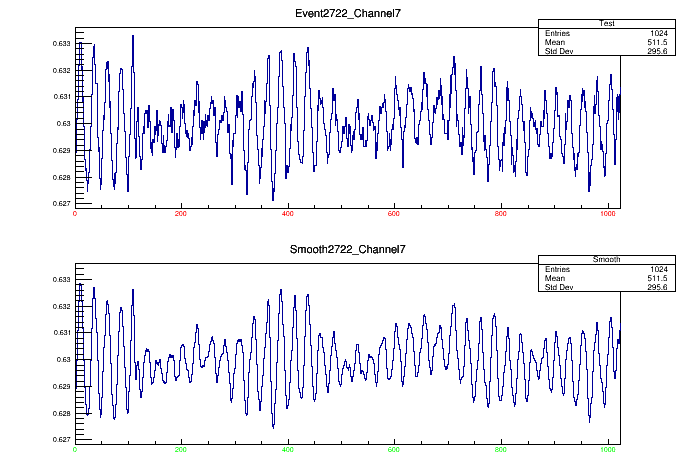 Event2722_Channel7
Test
Entries 1024
Mean 511.5
Std Dev 295.6
0.633
0.632
0.631
0.63
0.629
0.628
0.627
0 200 400 600 800 1000
Smooth2722_Channel7
Smooth
Entries 1024
Mean 511.5
Std Dev 295.6
0.633
0.632
0.631
0.63
0.629
0.628
0.627
0 200 400 600 800 1000